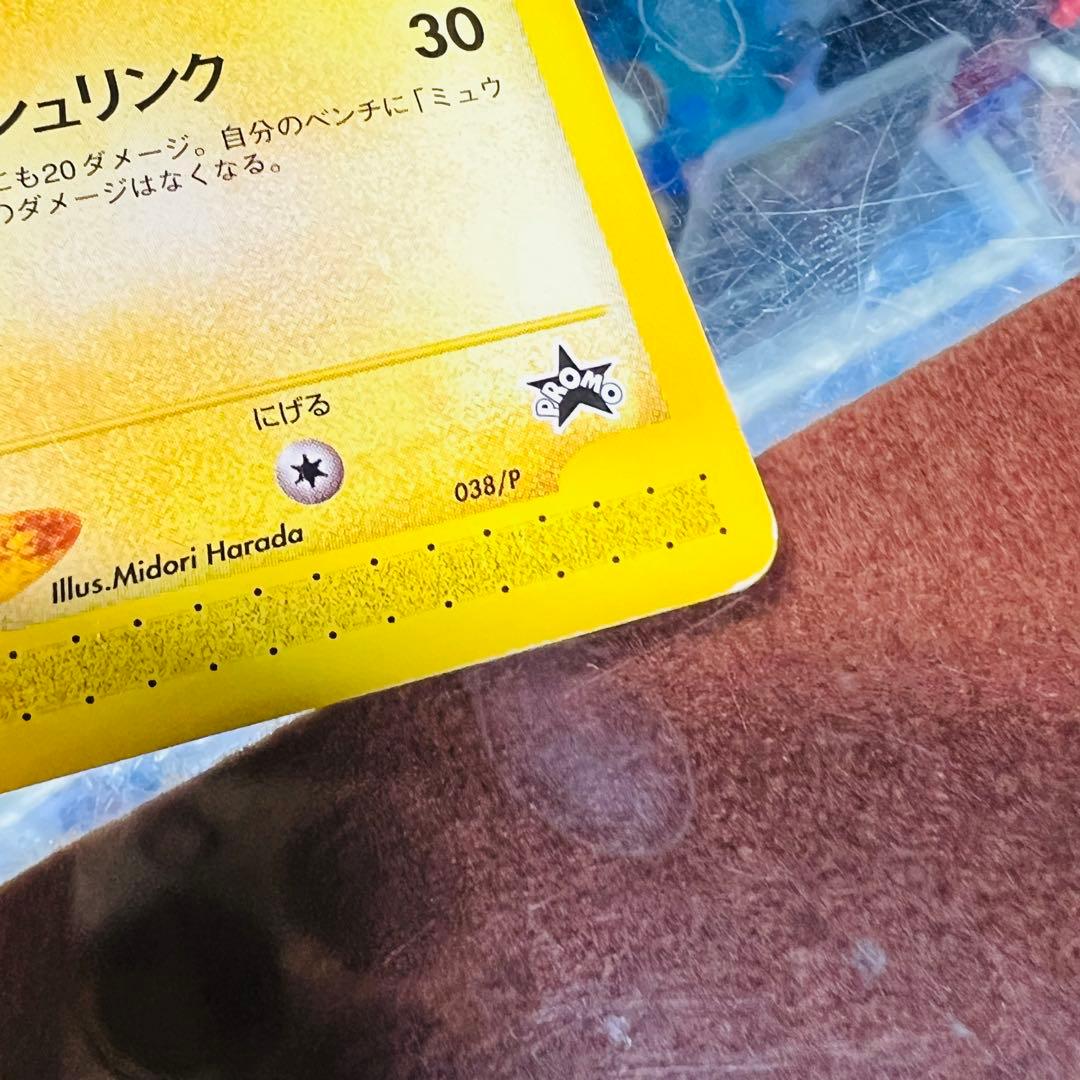 シュリンク 30
にも20ダメージ。自分のベンチに「ミュウ
のダメージはなくなる。
にげる
PROMO
038/P
Illus.Midori Harada